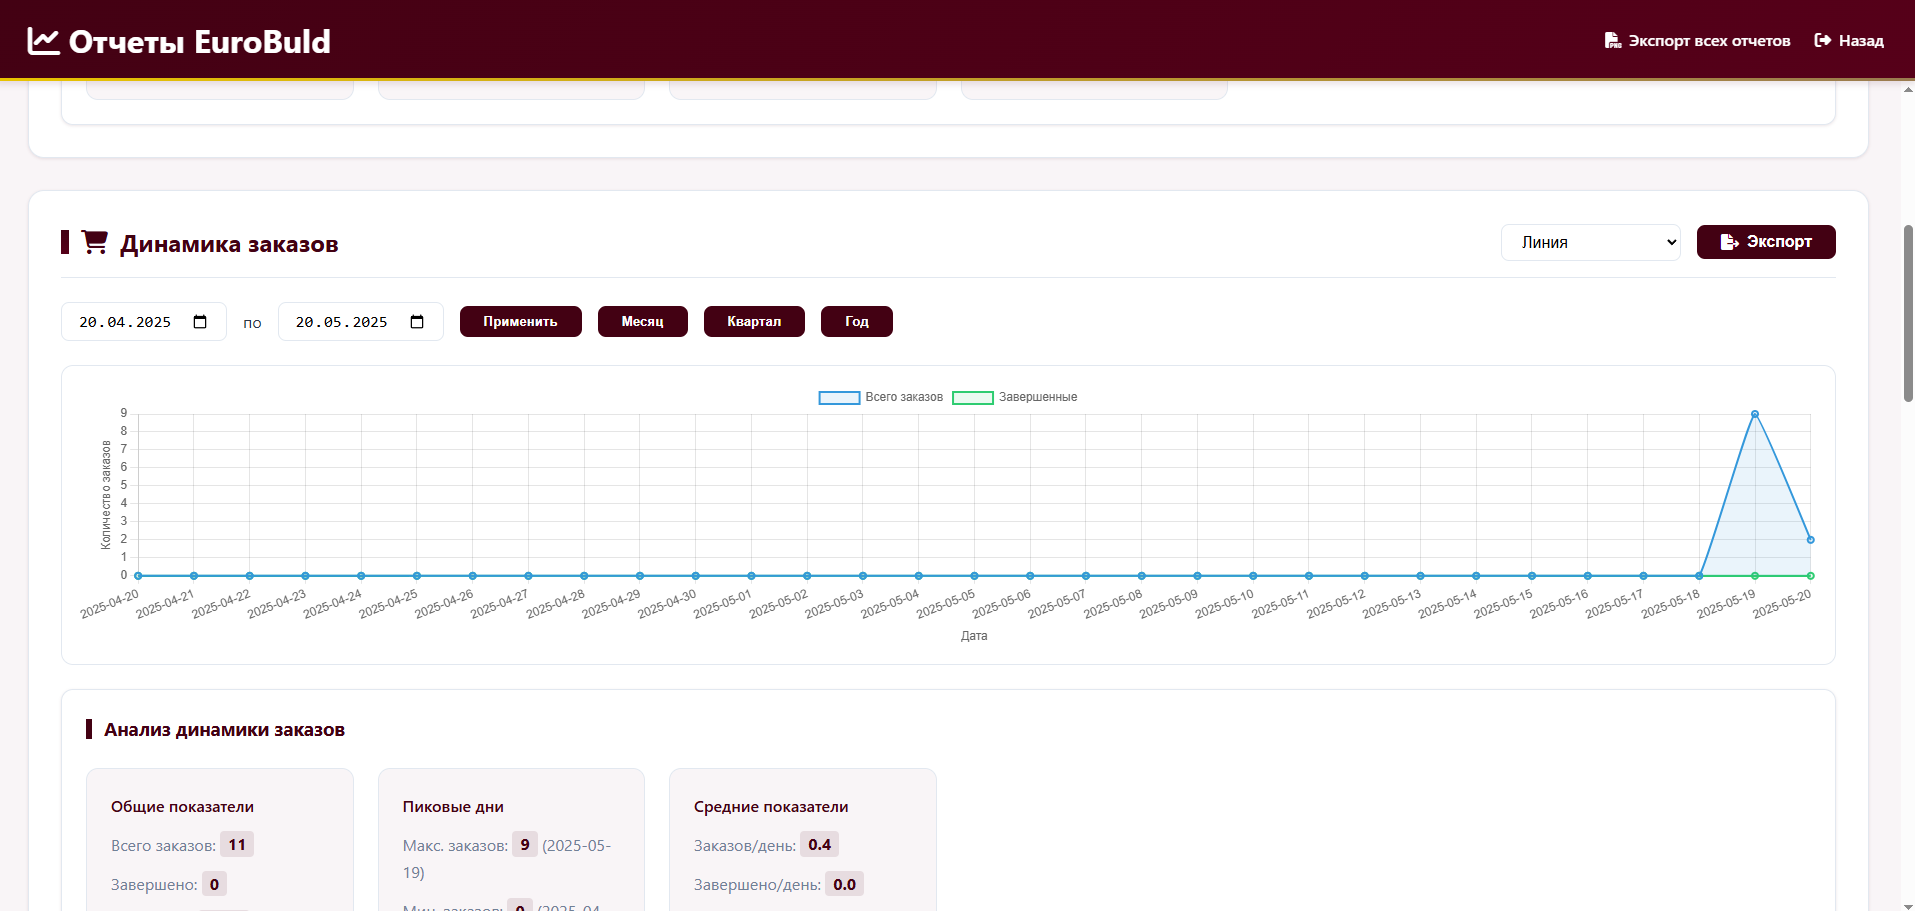 Отчеты EuroBuld
Экспорт всех отчетов
Назад
Динамика заказов
Линия
Экспорт
20.04.2025
по
20.05.2025
Применить
Месяц
Квартал
Год
Всего заказов
Завершенные
Количество заказов
9
8
7
6
5
4
3
2
1
0
2025-04-20
2025-04-21
2025-04-22
2025-04-23
2025-04-24
2025-04-25
2025-04-26
2025-04-27
2025-04-28
2025-04-29
2025-04-30
2025-05-01
2025-05-02
2025-05-03
2025-05-04
2025-05-05
2025-05-06
2025-05-07
2025-05-08
2025-05-09
2025-05-10
2025-05-11
2025-05-12
2025-05-13
2025-05-14
2025-05-15
2025-05-16
2025-05-17
2025-05-18
2025-05-19
2025-05-20
Дата
Анализ динамики заказов
Общие показатели
Всего заказов: 11
Завершено: 0
Пиковые дни
Макс. заказов: 9 (2025-05-
19)
Мин. заказов: 0 (2025-04-
Средние показатели
Заказов/день: 0.4
Завершено/день: 0.0